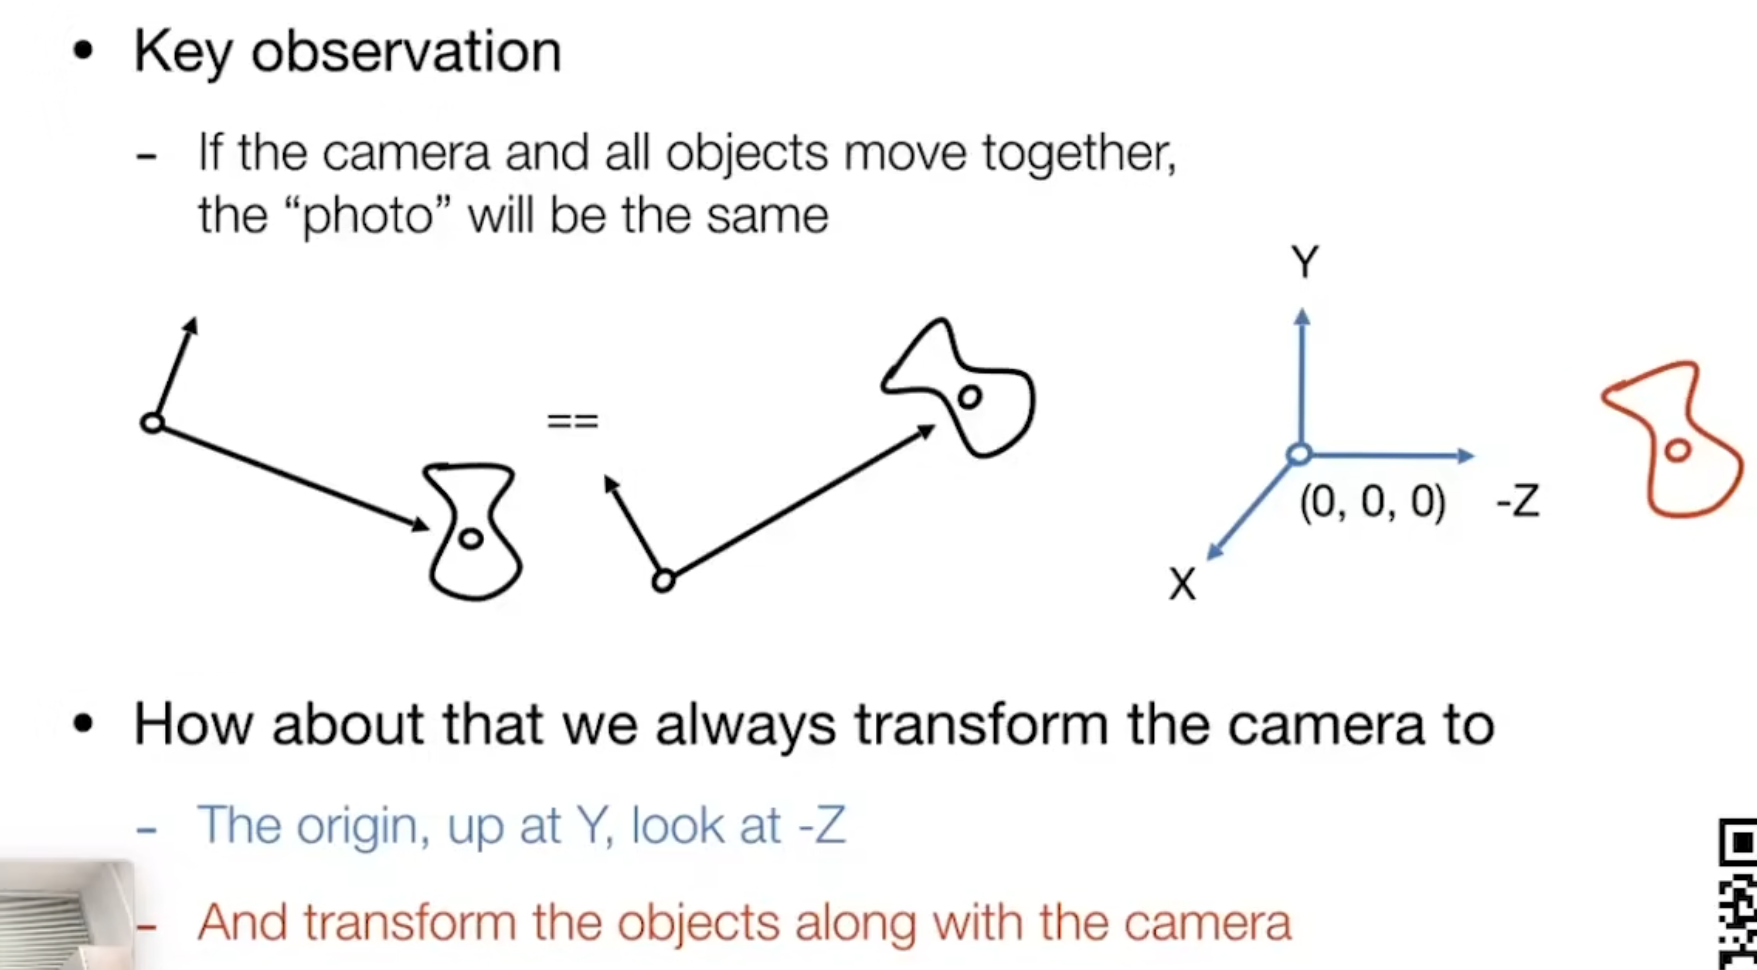 • Key observation
- If the camera and all objects move together,
the “photo” will be the same
Y
==
(0, 0, 0) -Z
X
• How about that we always transform the camera to
- The origin, up at Y, look at -Z
- And transform the objects along with the camera